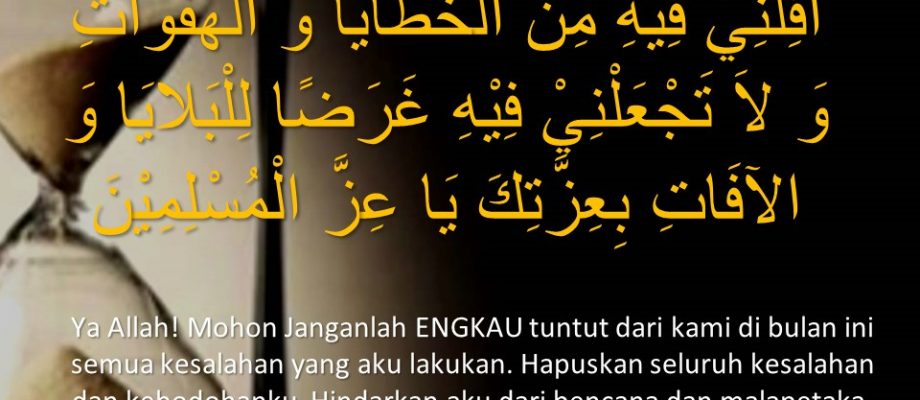 أَقِلْنِي فِيْهِ مِنَ الْخَطَايَا وَ الْهَفَوَاتِ
وَ لاَ تَجْعَلْنِيْ فِيْهِ غَرَضًا لِلْبَلايَا وَ
الآفَاتِ بِعِزَّتِكَ يَا عِزَّ الْمُسْلِمِيْنَ
Ya Allah! Mohon Janganlah ENGKAU tuntut dari kami di bulan ini
semua kesalahan yang aku lakukan. Hapuskan seluruh kesalahan
dan kebodohanku. Hindarkan aku dari bencana dan malapetaka